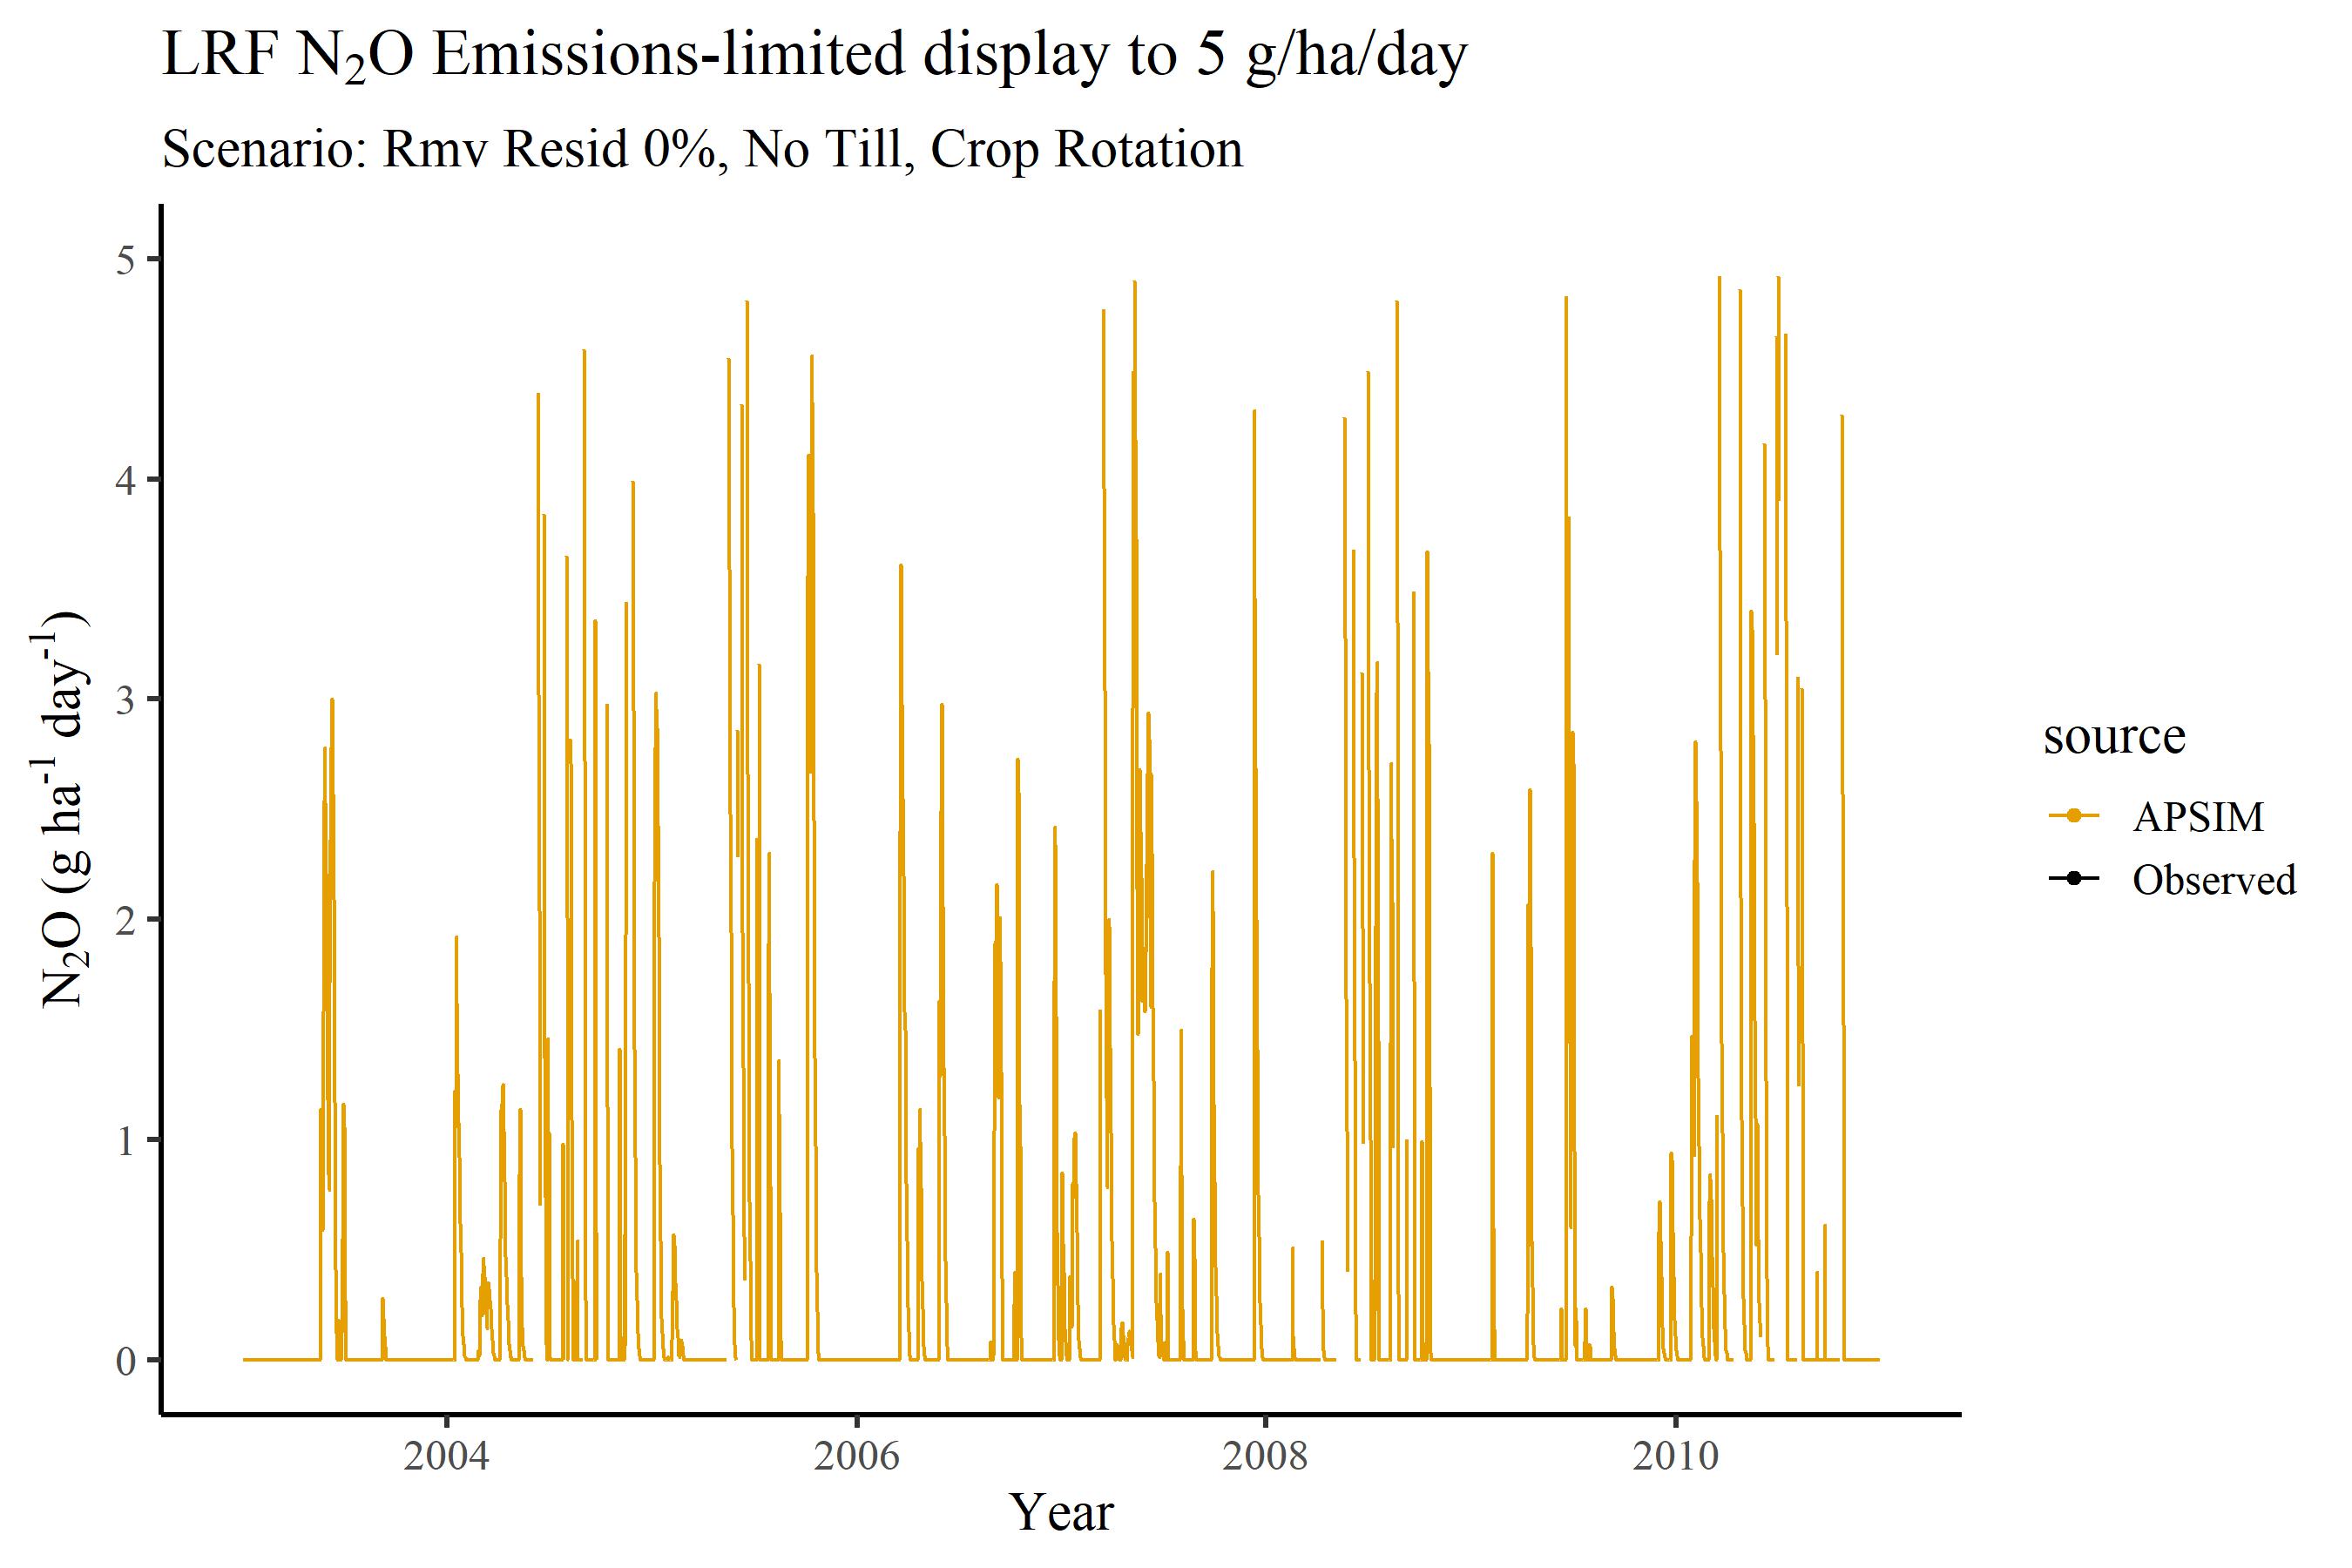 LRF N₂O Emissions-limited display to 5 g/ha/day
Scenario: Rmv Resid 0%, No Till, Crop Rotation
5
4
3
2
1
0
N₂O (g ha⁻¹ day⁻¹)
2004 2006 2008 2010
Year
source
APSIM
Observed